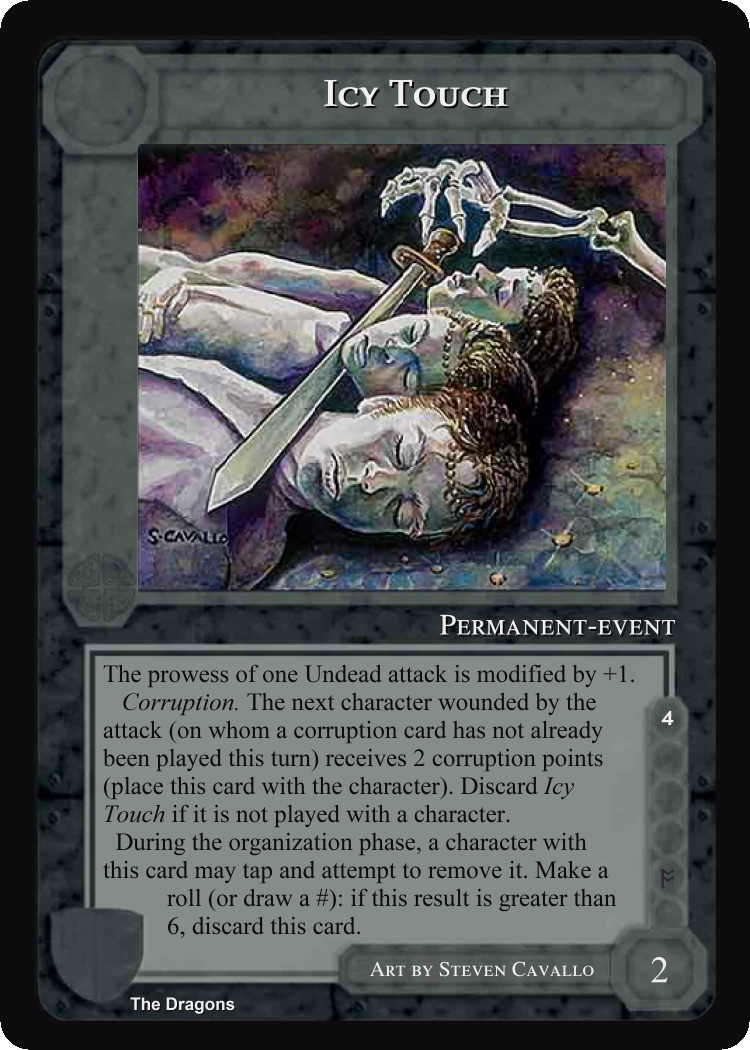 Icy Touch
S. CAVALLO
Permanent-event
The prowess of one Undead attack is modified by +1.
Corruption. The next character wounded by the
attack (on whom a corruption card has not already
been played this turn) receives 2 corruption points
(place this card with the character). Discard Icy
Touch if it is not played with a character.
During the organization phase, a character with
this card may tap and attempt to remove it. Make a
roll (or draw a #): if this result is greater than
6, discard this card.
4
ᚡ
Art by Steven Cavallo
2
The Dragons